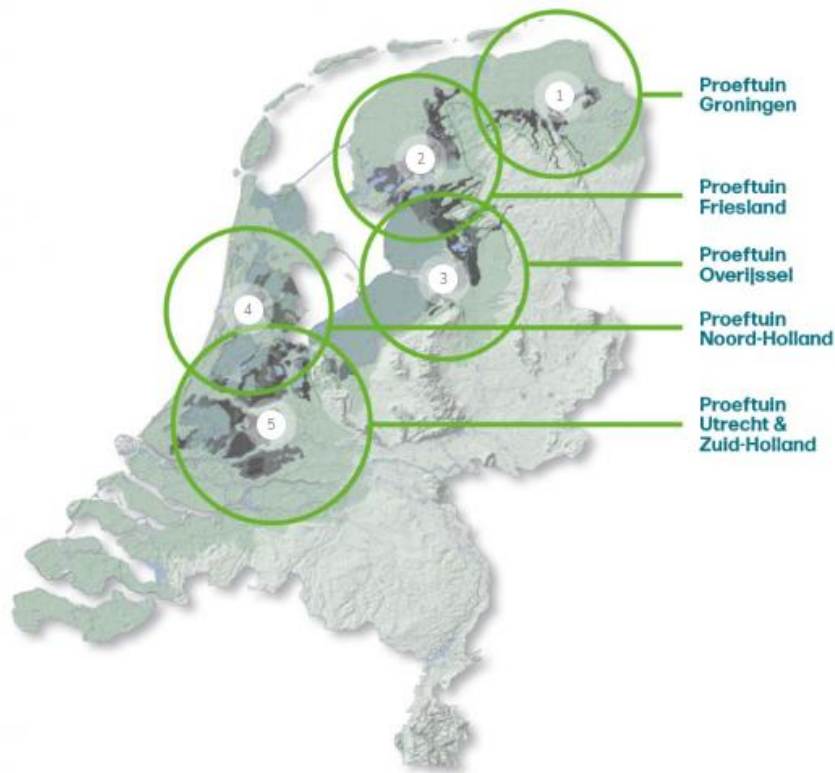 1
Proeftuin
Groningen
2
Proeftuin
Friesland
3
Proeftuin
Overijssel
4
Proeftuin
Noord-Holland
5
Proeftuin
Utrecht &
Zuid-Holland